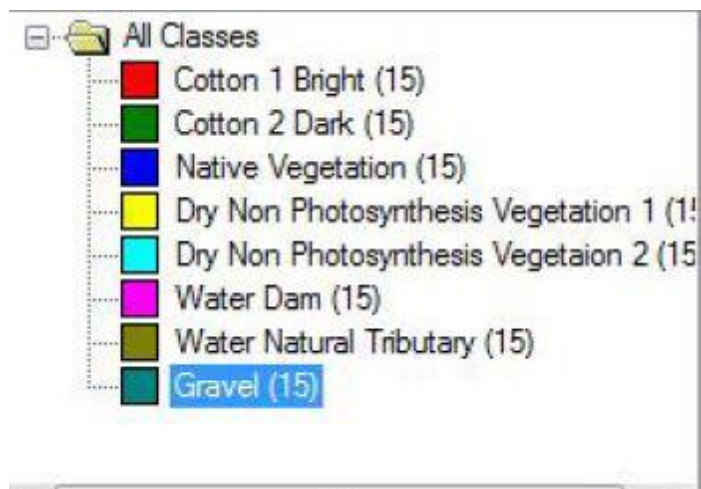 All Classes
Cotton 1 Bright (15)
Cotton 2 Dark (15)
Native Vegetation (15)
Dry Non Photosynthesis Vegetation 1 (1
Dry Non Photosynthesis Vegetaion 2 (15
Water Dam (15)
Water Natural Tributary (15)
Gravel (15)